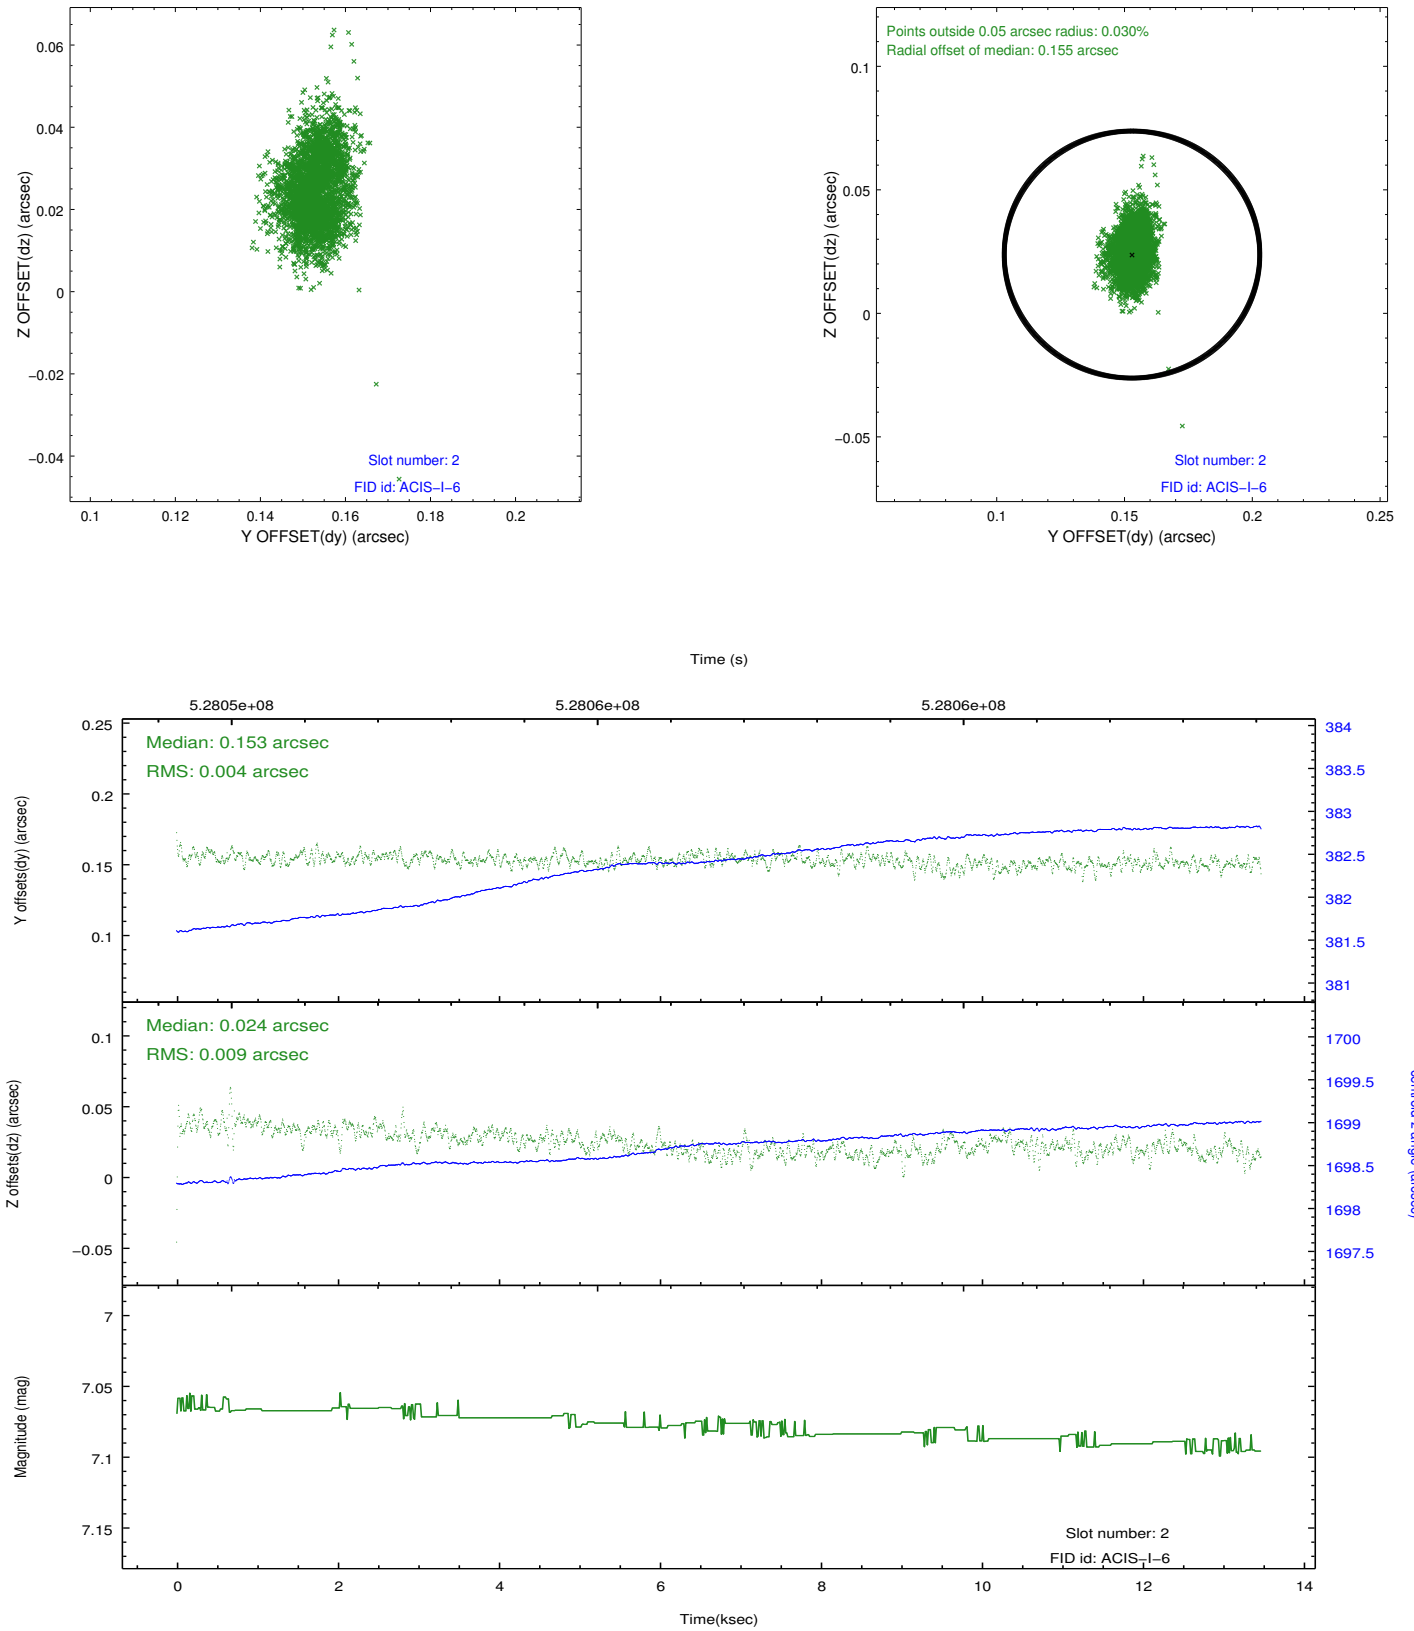 0.06
0.04
0.02
0
−0.02
−0.04
Z OFFSET(dz) (arcsec)
Slot number: 2
FID id: ACIS−I−6
0.1 0.12 0.14 0.16 0.18 0.2
Y OFFSET(dy) (arcsec)
Points outside 0.05 arcsec radius: 0.030%
Radial offset of median: 0.155 arcsec
0.1
0.05
0
−0.05
Z OFFSET(dz) (arcsec)
Slot number: 2
FID id: ACIS−I−6
0.1 0.15 0.2 0.25
Y OFFSET(dy) (arcsec)
Time (s)
5.2805e+08 5.2806e+08 5.2806e+08
Median: 0.153 arcsec
RMS: 0.004 arcsec
0.25
0.2
0.15
0.1
Y offsets(dy) (arcsec)
384
383.5
383
382.5
382
381.5
381
Median: 0.024 arcsec
RMS: 0.009 arcsec
0.1
0.05
0
−0.05
Z offsets(dz) (arcsec)
1700
1699.5
1699
1698.5
1698
1697.5
7
7.05
7.1
7.15
Magnitude (mag)
Slot number: 2
FID id: ACIS−I−6
0 2 4 6 8 10 12 14
Time(ksec)